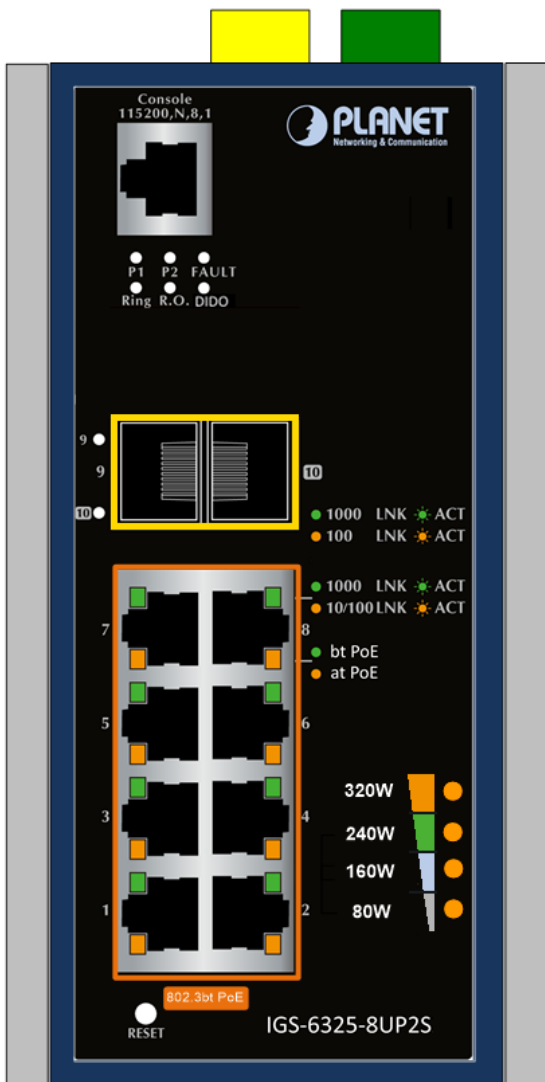 Console
115200,N,8,1
PLANET
Networking & Communication
P1 P2 FAULT
Ring R.O. DIDO
9
9
10
10
1000 LNK ACT
100 LNK ACT
1000 LNK ACT
10/100 LNK ACT
7
8
bt PoE
at PoE
5
6
3
4
1
2
320W
240W
160W
80W
802.3bt PoE
RESET
IGS-6325-8UP2S